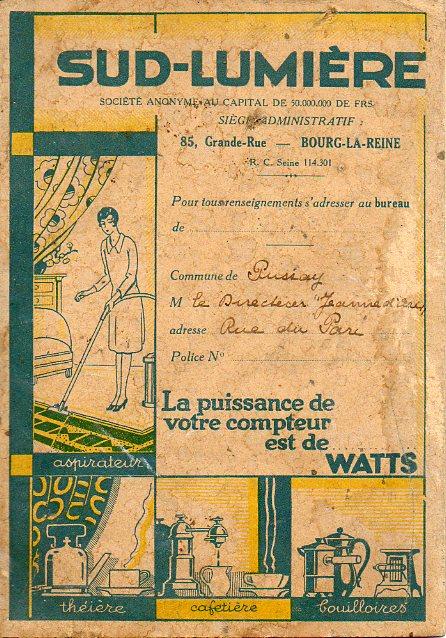 SUD-LUMIÈRE
SOCIÉTÉ ANONYME AU CAPITAL DE 50.000.000 DE FRS
SIÈGE ADMINISTRATIF :
85, Grande-Rue — BOURG-LA-REINE
R. C. Seine 114.301
Pour tous renseignements s'adresser au bureau
de
Commune de
M le Directeur
adresse Rue du Parc
Police No
La puissance de
votre compteur
est de
WATTS
aspirateur
théière
cafetière
bouilloires